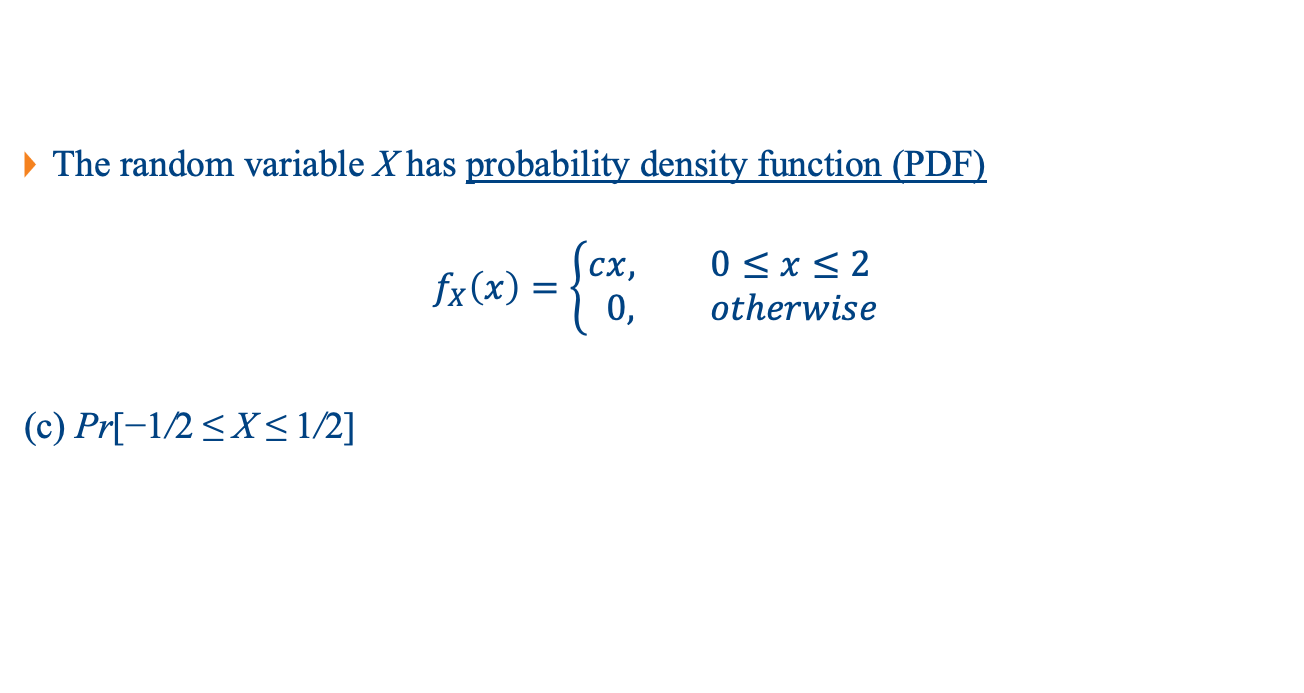 The random variable X has probability density function (PDF)
f_X(x) = { cx, 0 ≤ x ≤ 2
0, otherwise
(c) Pr[−1/2 ≤ X ≤ 1/2]